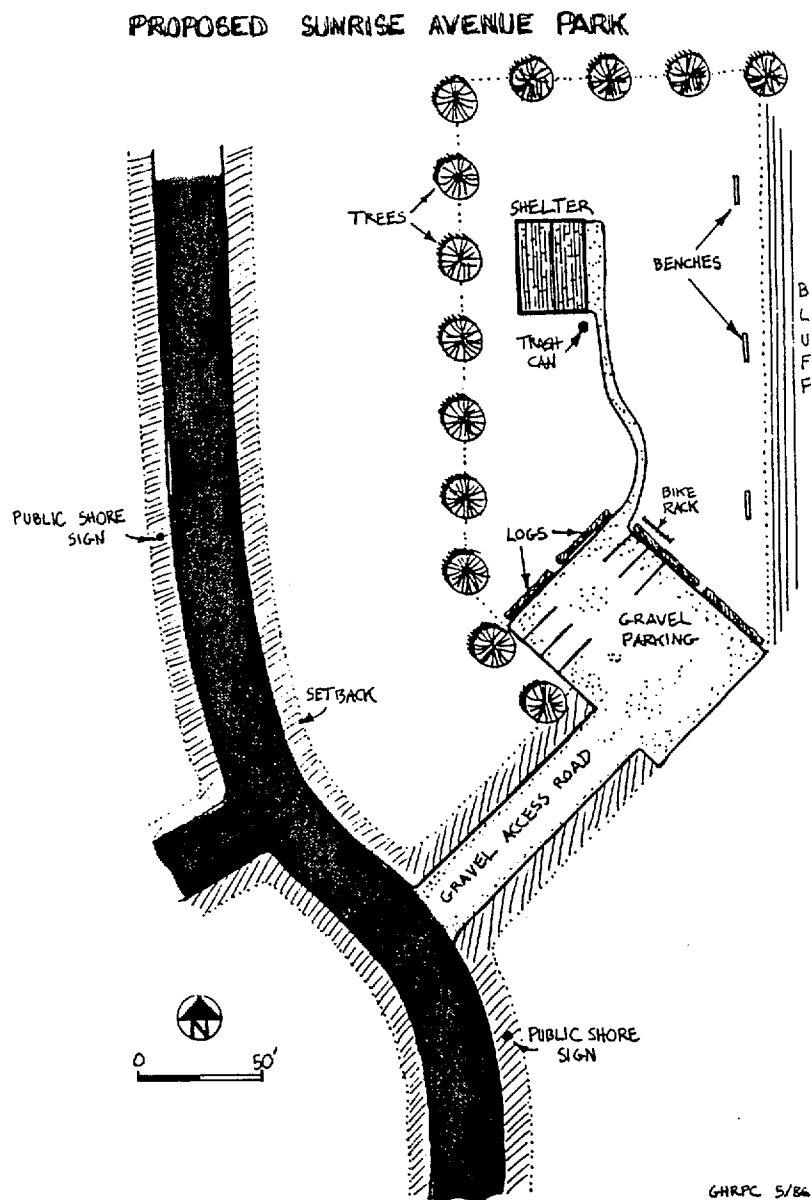 PROPOSED SUNRISE AVENUE PARK
TREES
SHELTER
BENCHES
BLUFF
TRASH
CAN
BIKE
RACK
PUBLIC SHORE
SIGN
LOGS
GRAVEL
PARKING
SETBACK
GRAVEL ACCESS ROAD
N
0 50'
PUBLIC SHORE
SIGN
GHRPC 5/86